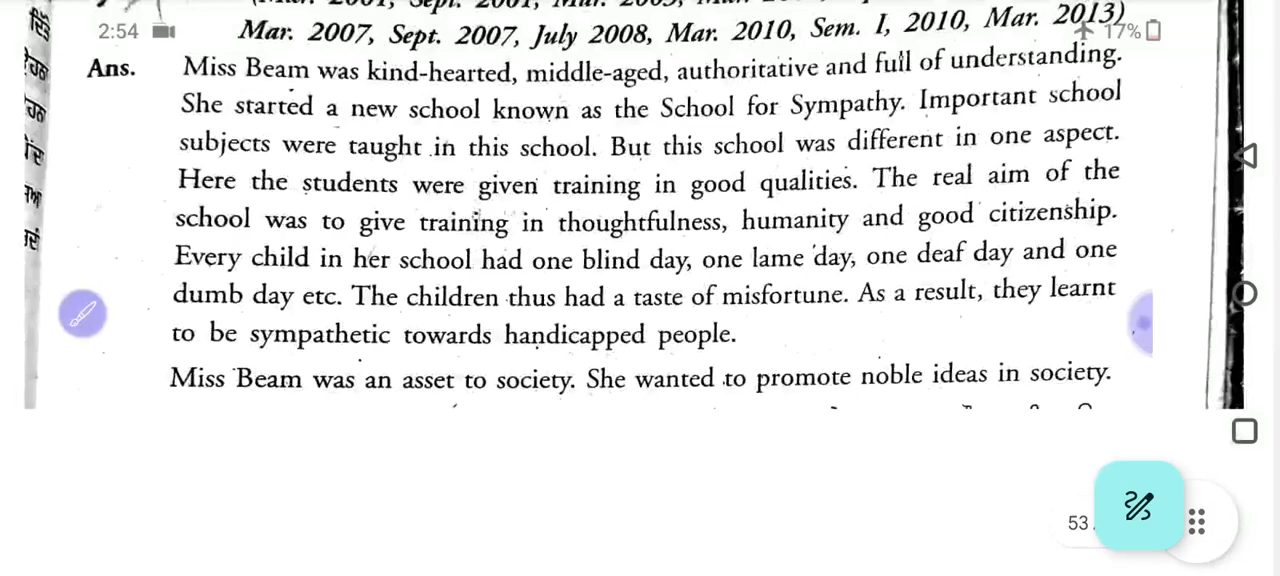 2:54
17%
Mar. 2007, Sept. 2007, July 2008, Mar. 2010, Sem. I, 2010, Mar. 2013)
Ans. Miss Beam was kind-hearted, middle-aged, authoritative and full of understanding.
She started a new school known as the School for Sympathy. Important school
subjects were taught in this school. But this school was different in one aspect.
Here the students were given training in good qualities. The real aim of the
school was to give training in thoughtfulness, humanity and good citizenship.
Every child in her school had one blind day, one lame day, one deaf day and one
dumb day etc. The children thus had a taste of misfortune. As a result, they learnt
to be sympathetic towards handicapped people.
Miss Beam was an asset to society. She wanted to promote noble ideas in society.
53